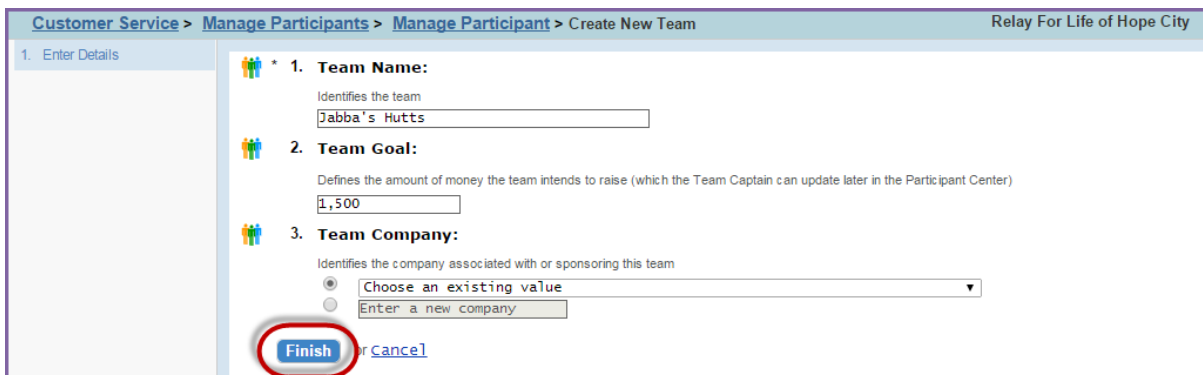 Customer Service > Manage Participants > Manage Participant > Create New Team Relay For Life of Hope City
1. Enter Details
* 1. Team Name:
Identifies the team
Jabba's Hutts
2. Team Goal:
Defines the amount of money the team intends to raise (which the Team Captain can update later in the Participant Center)
1,500
3. Team Company:
Identifies the company associated with or sponsoring this team
Choose an existing value
Enter a new company
Finish or Cancel